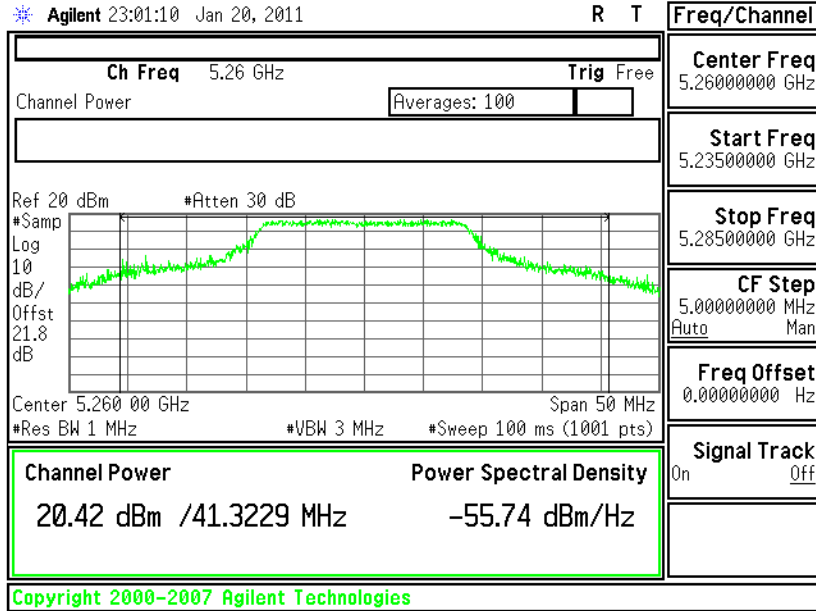 Agilent 23:01:10 Jan 20, 2011 R T
Ch Freq 5.26 GHz Trig Free
Channel Power Averages: 100
Ref 20 dBm #Atten 30 dB
#Samp
Log
10
dB/
Offst
21.8
dB
Center 5.260 00 GHz Span 50 MHz
#Res BW 1 MHz #VBW 3 MHz #Sweep 100 ms (1001 pts)
Channel Power Power Spectral Density
20.42 dBm /41.3229 MHz -55.74 dBm/Hz
Copyright 2000-2007 Agilent Technologies
Freq/Channel
Center Freq
5.26000000 GHz
Start Freq
5.23500000 GHz
Stop Freq
5.28500000 GHz
CF Step
5.00000000 MHz
Auto Man
Freq Offset
0.00000000 Hz
Signal Track
On Off